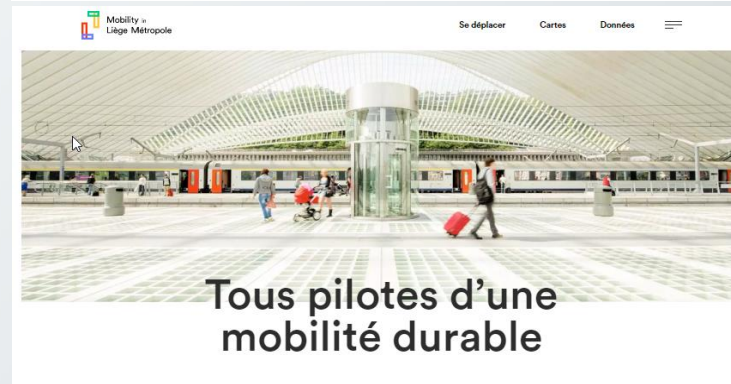 Mobility in
Liège Métropole
Se déplacer
Cartes
Données
Tous pilotes d’une
mobilité durable